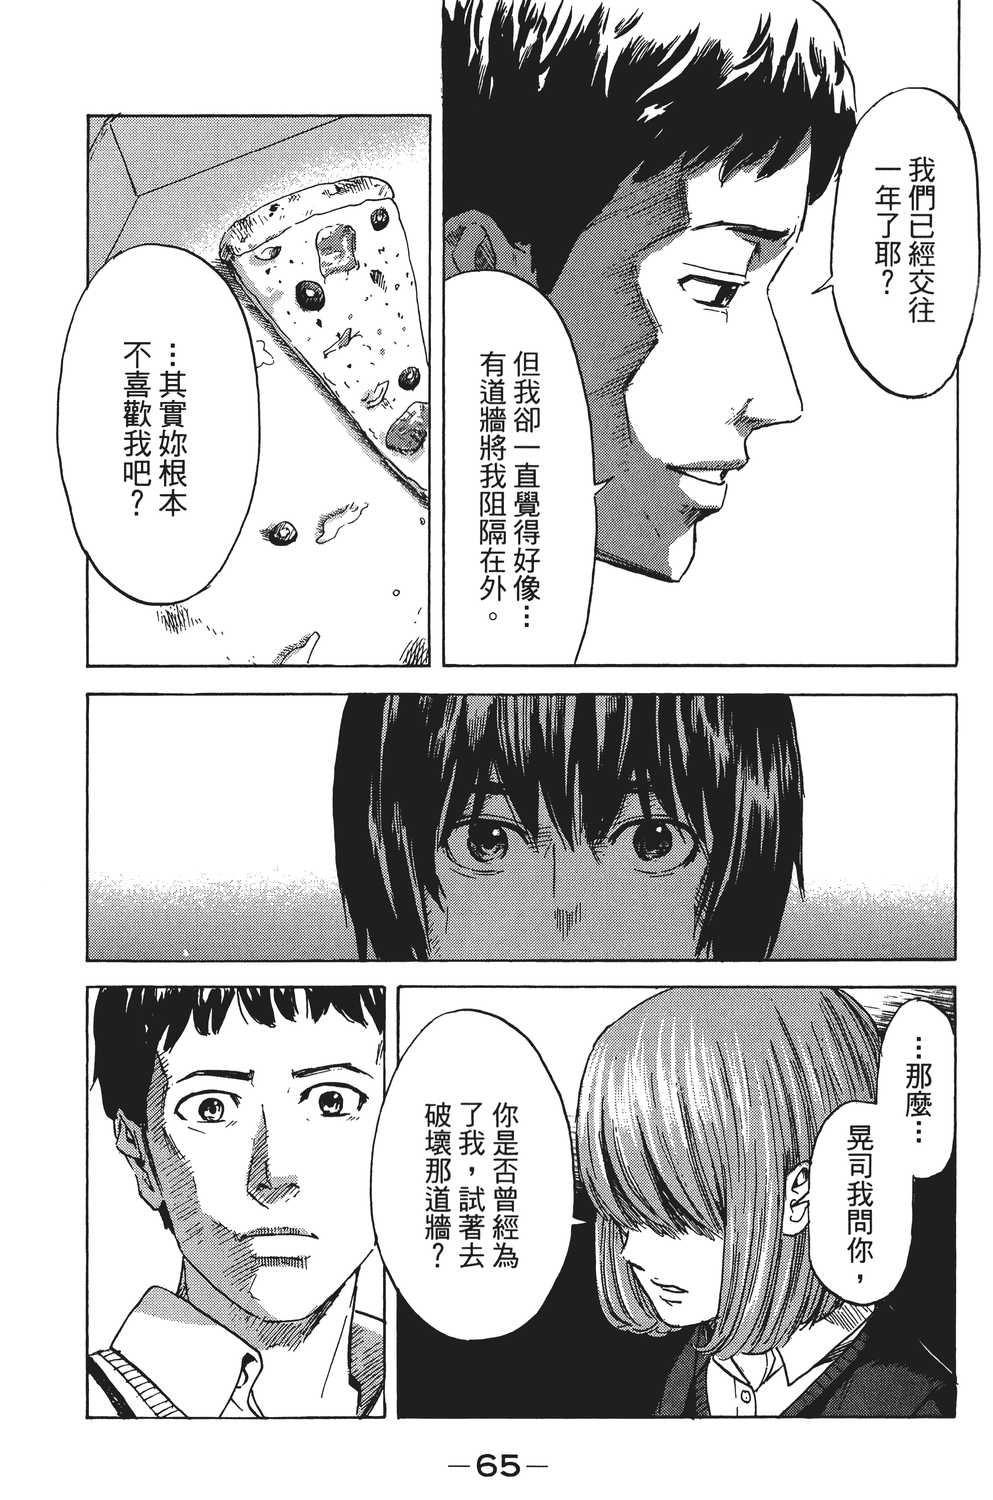 我們已經交往
一年了耶？
但我卻一直覺得好像…
有道牆將我阻隔在外。
…其實妳根本
不喜歡我吧？
…那麼…
晃司我問你，
你是否曾經為
了我，試著去
破壞那道牆？
—65—